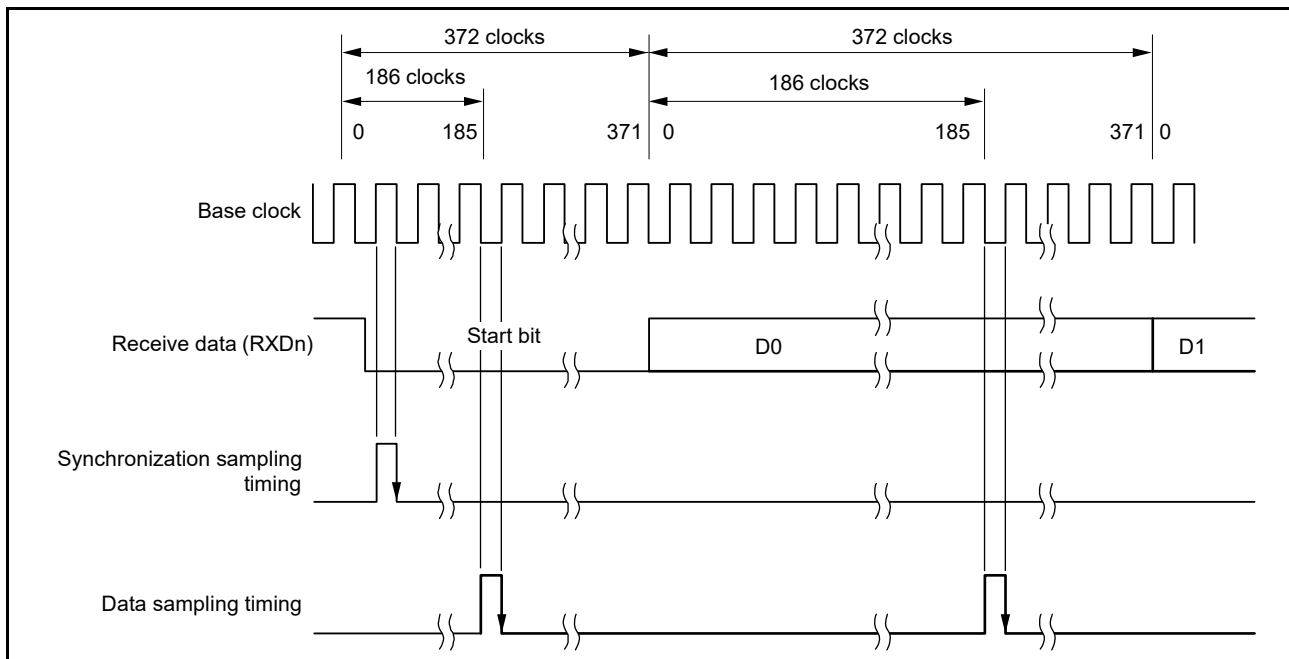 372 clocks
372 clocks
186 clocks
186 clocks
0
185
371
0
185
371
0
Base clock
Receive data (RXDn)
Start bit
D0
D1
Synchronization sampling
timing
Data sampling timing